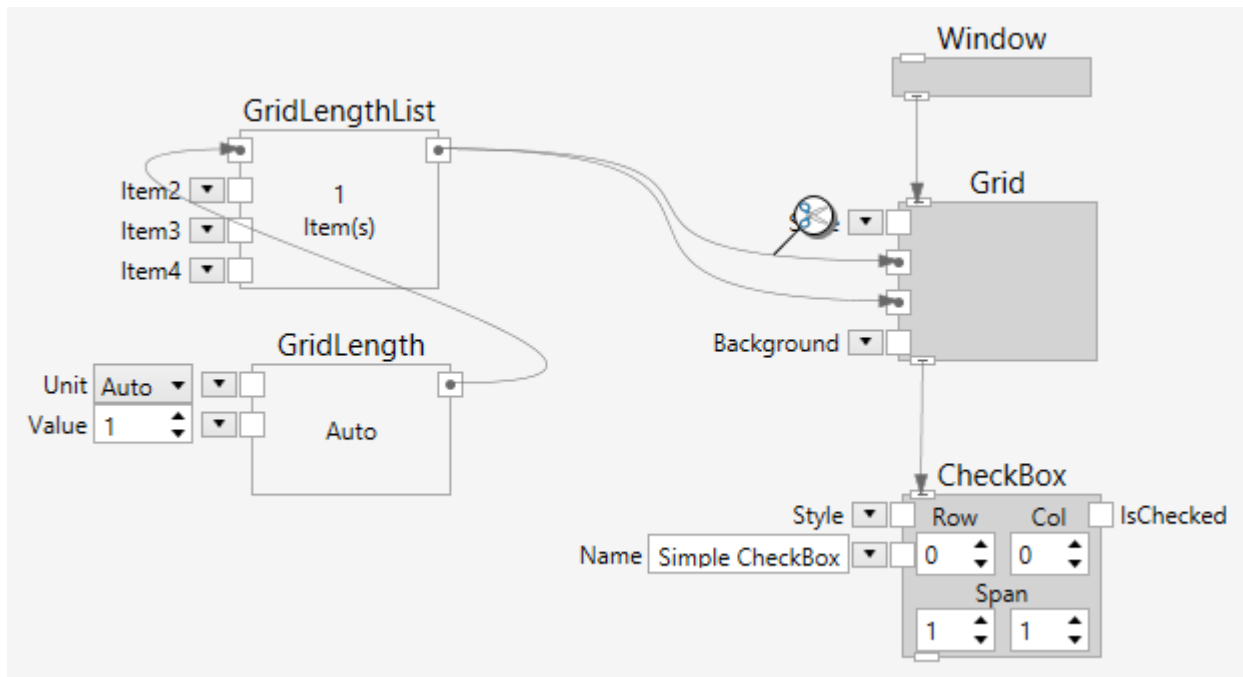 Window
GridLengthList
1
Item(s)
Item2
Item3
Item4
Grid
Background
GridLength
Unit Auto
Value 1
Auto
CheckBox
Style Row Col IsChecked
Name Simple CheckBox 0 0
Span
1 1